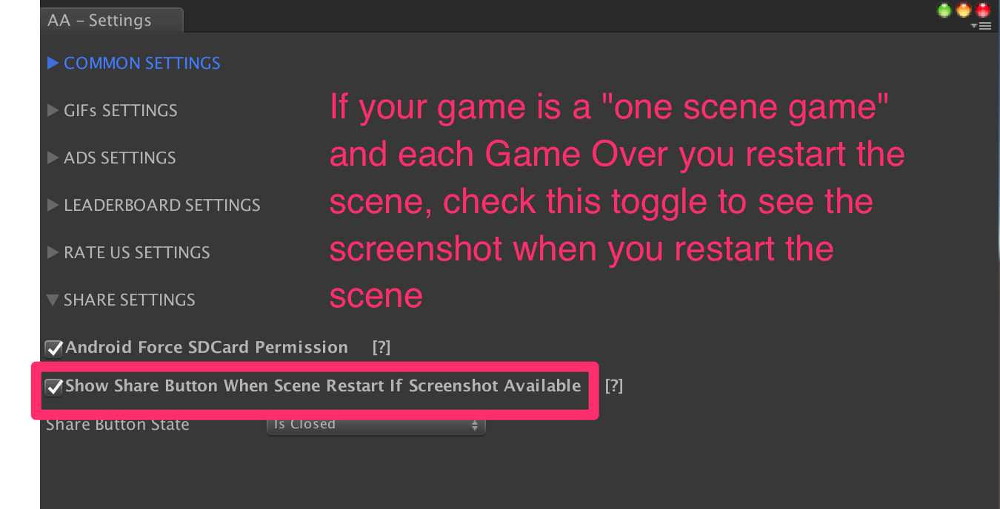 AA – Settings
COMMON SETTINGS
GIFs SETTINGS
ADS SETTINGS
LEADERBOARD SETTINGS
RATE US SETTINGS
SHARE SETTINGS
If your game is a "one scene game"
and each Game Over you restart the
scene, check this toggle to see the
screenshot when you restart the
scene
Android Force SDCard Permission [?]
Show Share Button When Scene Restart If Screenshot Available [?]
Share Button State Is Closed